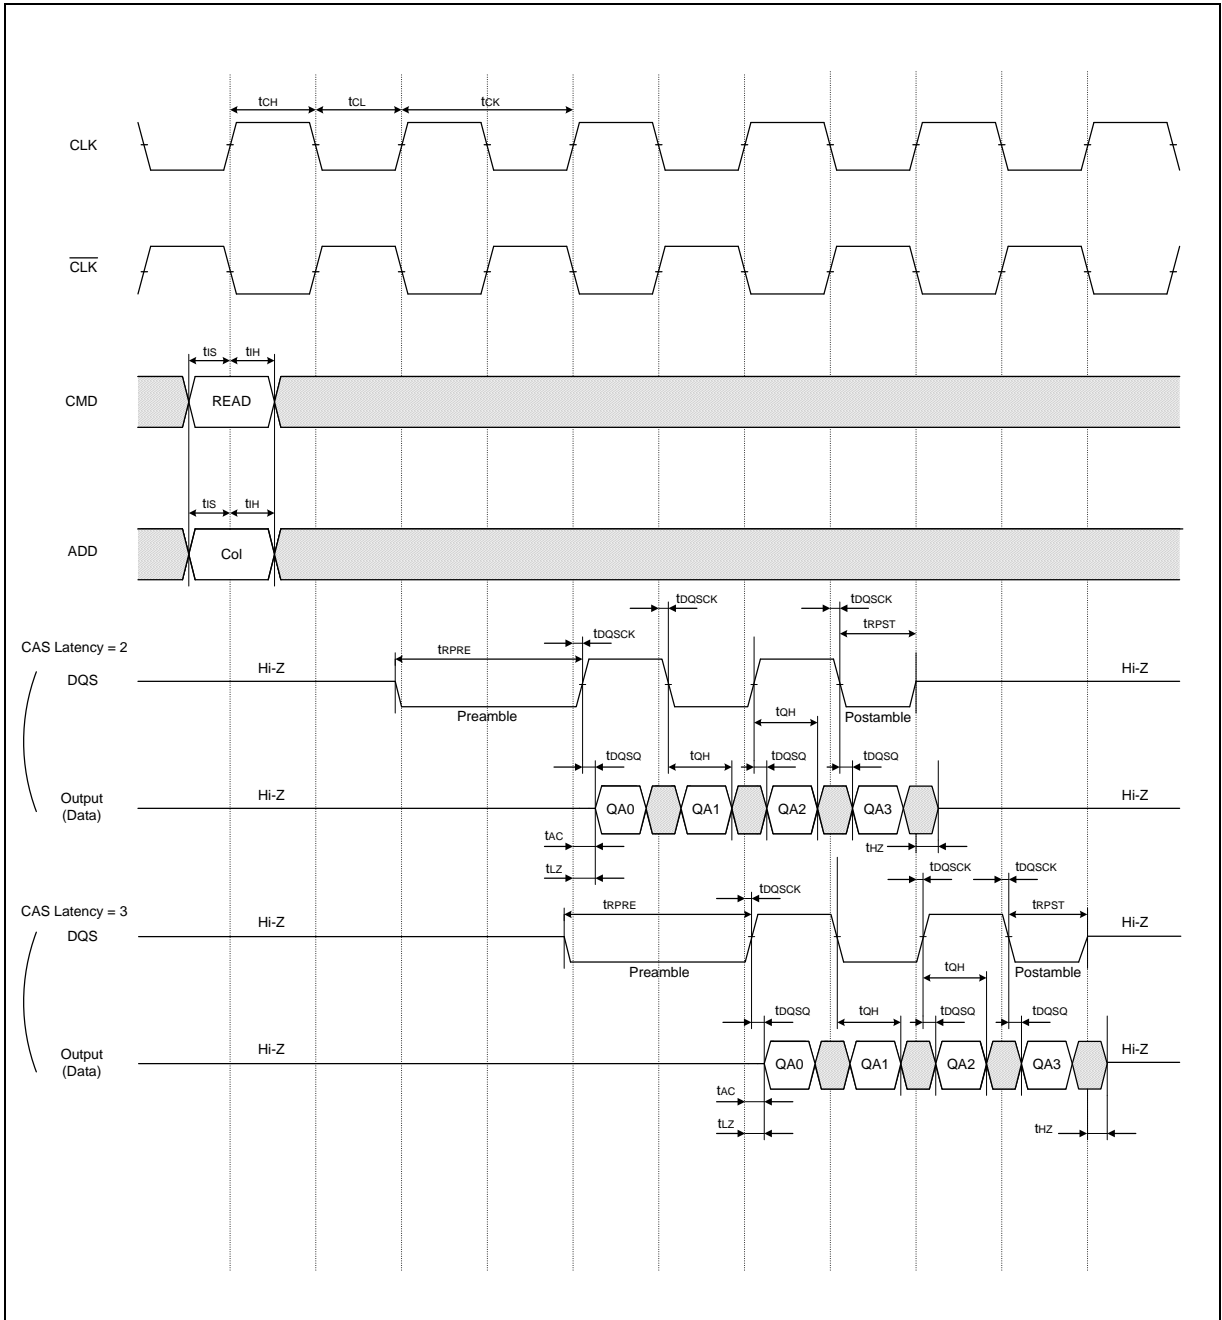 tCH tCL tCK
CLK
CLK
tIS tIH
CMD READ
tIS tIH
ADD Col
tDQSCK tDQSCK
tDQSCK tRPST
CAS Latency = 2 tRPRE
DQS Hi-Z Hi-Z
Preamble tQH Postamble
tDQSQ tQH tDQSQ tDQSQ
Output Hi-Z QA0 QA1 QA2 QA3 Hi-Z
(Data)
tAC tHZ
tLZ tDQSCK tDQSCK
tDQSCK
CAS Latency = 3 tRPRE tRPST
DQS Hi-Z Hi-Z
Preamble tQH Postamble
tDQSQ tQH tDQSQ tDQSQ
Output Hi-Z QA0 QA1 QA2 QA3 Hi-Z
(Data)
tAC
tLZ tHZ